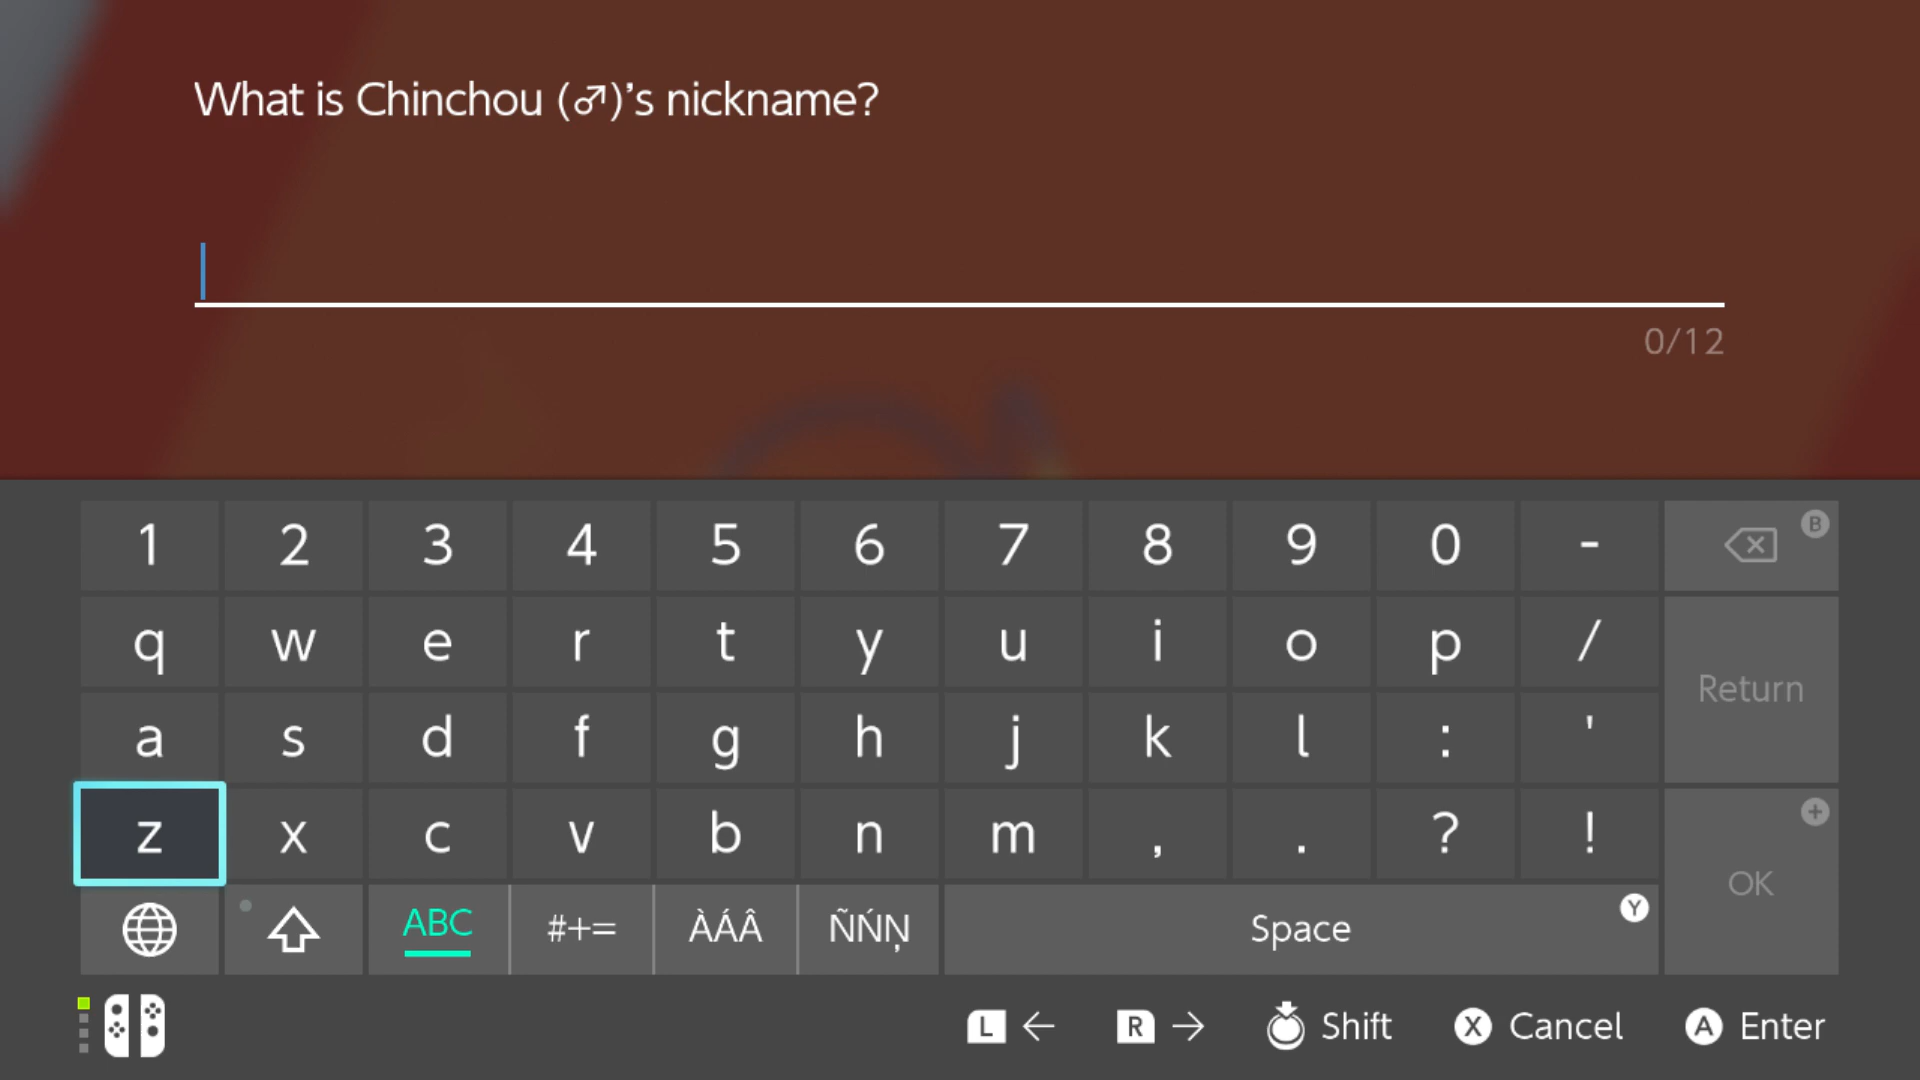 What is Chinchou (♂)’s nickname?
0/12
1 2 3 4 5 6 7 8 9 0 - B
q w e r t y u i o p /
Return
a s d f g h j k l : '
z x c v b n m , . ? ! +
OK
ABC #+= ÀÁÂ ÑŃŅ Space Y
L ← R → Shift X Cancel A Enter